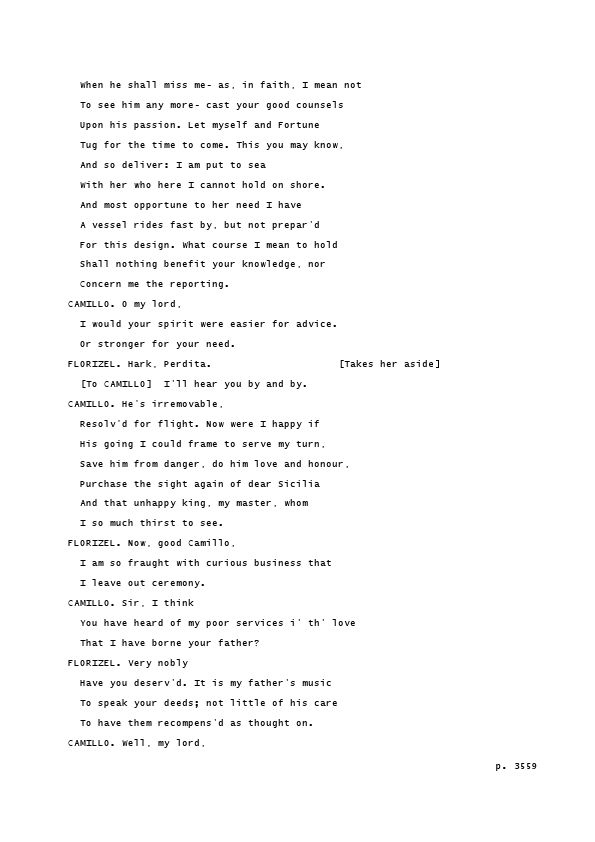 When he shall miss me- as, in faith, I mean not
To see him any more- cast your good counsels
Upon his passion. Let myself and Fortune
Tug for the time to come. This you may know,
And so deliver: I am put to sea
With her who here I cannot hold on shore.
And most opportune to her need I have
A vessel rides fast by, but not prepar'd
For this design. What course I mean to hold
Shall nothing benefit your knowledge, nor
Concern me the reporting.
CAMILLO. O my lord,
I would your spirit were easier for advice.
Or stronger for your need.
FLORIZEL. Hark, Perdita. [Takes her aside]
[To CAMILLO] I'll hear you by and by.
CAMILLO. He's irremovable,
Resolv'd for flight. Now were I happy if
His going I could frame to serve my turn,
Save him from danger, do him love and honour,
Purchase the sight again of dear Sicilia
And that unhappy king, my master, whom
I so much thirst to see.
FLORIZEL. Now, good Camillo,
I am so fraught with curious business that
I leave out ceremony.
CAMILLO. Sir, I think
You have heard of my poor services i' th' love
That I have borne your father?
FLORIZEL. Very nobly
Have you deserv'd. It is my father's music
To speak your deeds; not little of his care
To have them recompens'd as thought on.
CAMILLO. Well, my lord,
p. 3559